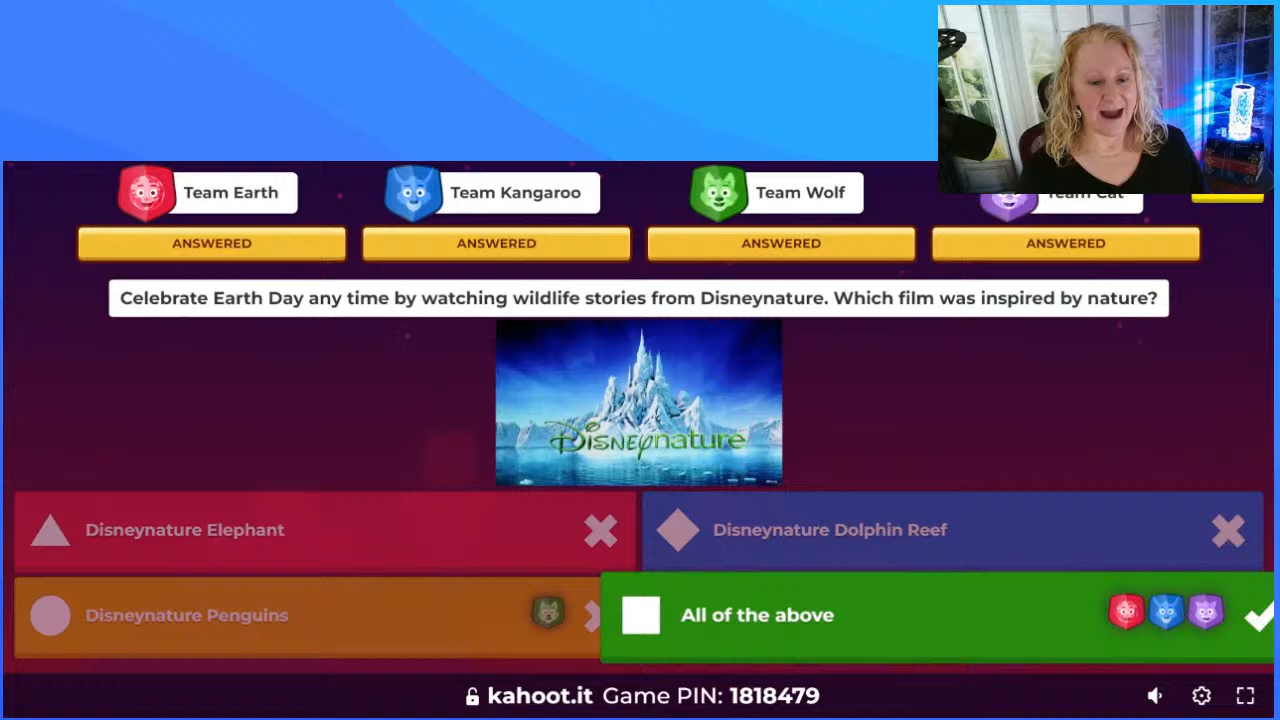 Team Earth
Team Kangaroo
Team Wolf
Team Cat
ANSWERED
ANSWERED
ANSWERED
ANSWERED
Celebrate Earth Day any time by watching wildlife stories from Disneynature. Which film was inspired by nature?
Disneynature
Disneynature Elephant
Disneynature Dolphin Reef
Disneynature Penguins
All of the above
kahoot.it Game PIN: 1818479